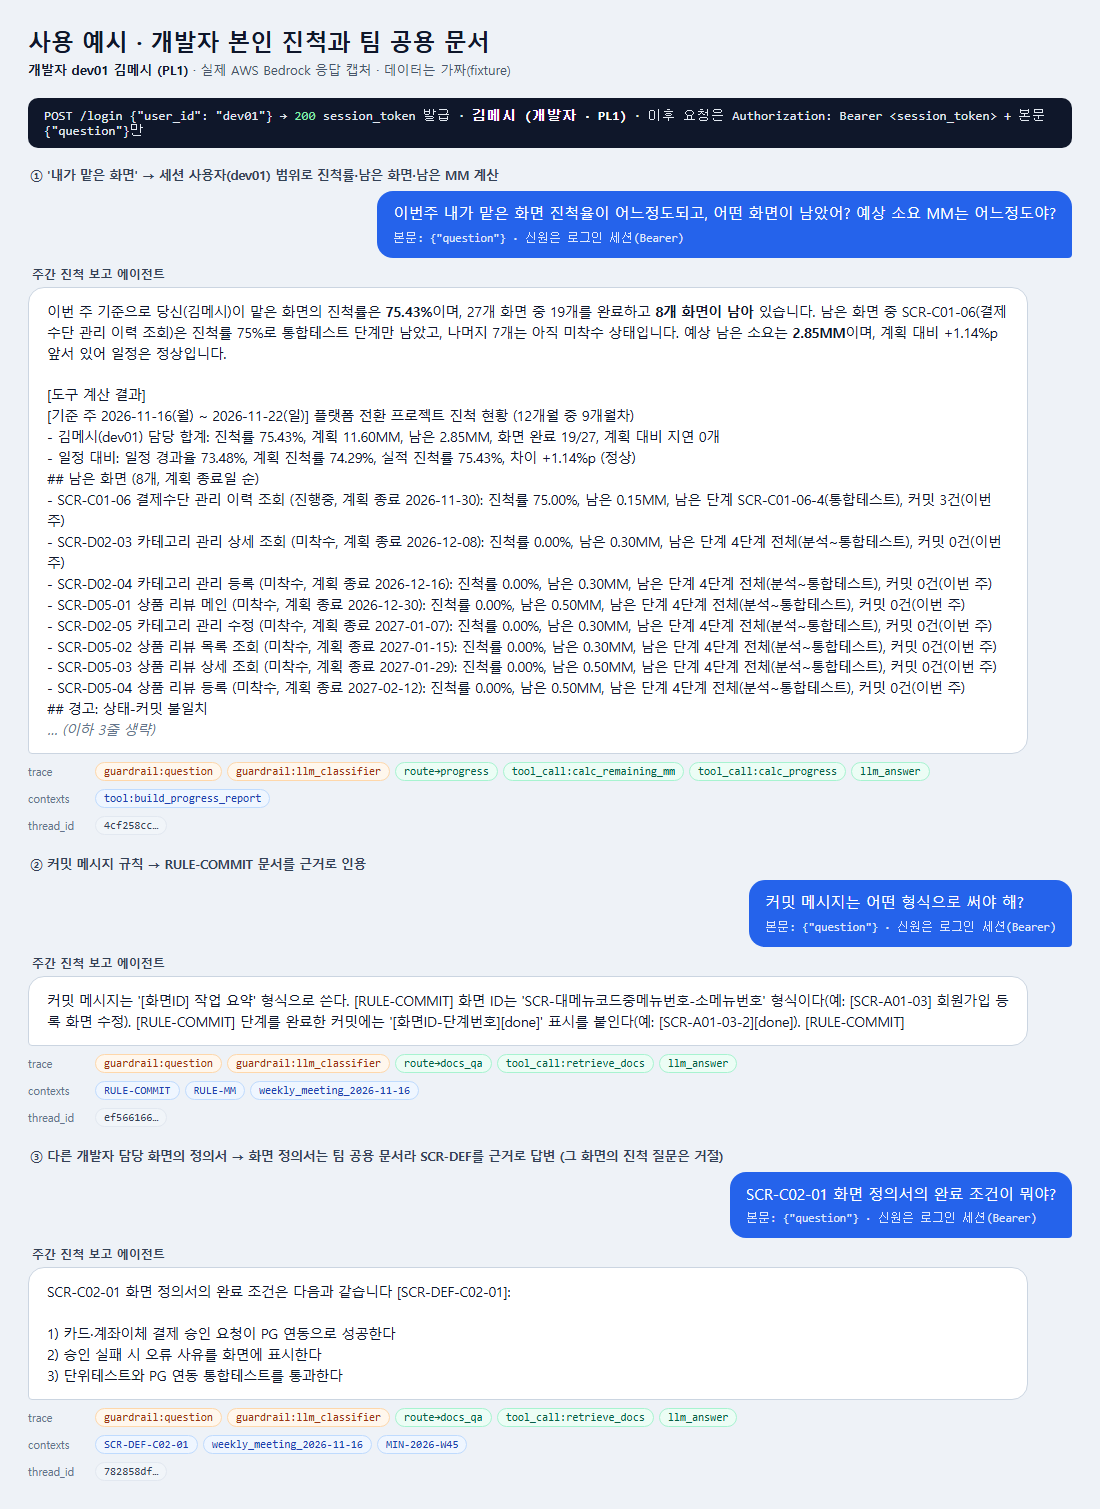 사용 예시 · 개발자 본인 진척과 팀 공용 문서
개발자 dev01 김메시 (PL1) · 실제 AWS Bedrock 응답 캡처 · 데이터는 가짜(fixture)
POST /login {"user_id": "dev01"} → 200 session_token 발급 · 김메시 (개발자 · PL1) · 이후 요청은 Authorization: Bearer <session_token> + 본문
{"question"}만
① '내가 맡은 화면' → 세션 사용자(dev01) 범위로 진척률·남은 화면·남은 MM 계산
이번주 내가 맡은 화면 진척율이 어느정도되고, 어떤 화면이 남았어? 예상 소요 MM는 어느정도야?
본문: {"question"} · 신원은 로그인 세션(Bearer)
주간 진척 보고 에이전트
이번 주 기준으로 당신(김메시)이 맡은 화면의 진척률은 75.43%이며, 27개 화면 중 19개를 완료하고 8개 화면이 남아 있습니다. 남은 화면 중 SCR-C01-06(결제
수단 관리 이력 조회)은 진척률 75%로 통합테스트 단계만 남았고, 나머지 7개는 아직 미착수 상태입니다. 예상 남은 소요는 2.85MM이며, 계획 대비 +1.14%p
앞서 있어 일정은 정상입니다.
[도구 계산 결과]
[기준 주 2026-11-16(월) ~ 2026-11-22(일)] 플랫폼 전환 프로젝트 진척 현황 (12개월 중 9개월차)
- 김메시(dev01) 담당 합계: 진척률 75.43%, 계획 11.60MM, 남은 2.85MM, 화면 완료 19/27, 계획 대비 지연 0개
- 일정 대비: 일정 경과율 73.48%, 계획 진척률 74.29%, 실적 진척률 75.43%, 차이 +1.14%p (정상)
## 남은 화면 (8개, 계획 종료일 순)
- SCR-C01-06 결제수단 관리 이력 조회 (진행중, 계획 종료 2026-11-30): 진척률 75.00%, 남은 0.15MM, 남은 단계 SCR-C01-06-4(통합테스트), 커밋 3건(이번
주)
- SCR-D02-03 카테고리 관리 상세 조회 (미착수, 계획 종료 2026-12-08): 진척률 0.00%, 남은 0.30MM, 남은 단계 4단계 전체(분석~통합테스트), 커밋 0건(이번
주)
- SCR-D02-04 카테고리 관리 등록 (미착수, 계획 종료 2026-12-16): 진척률 0.00%, 남은 0.30MM, 남은 단계 4단계 전체(분석~통합테스트), 커밋 0건(이번 주)
- SCR-D05-01 상품 리뷰 메인 (미착수, 계획 종료 2026-12-30): 진척률 0.00%, 남은 0.50MM, 남은 단계 4단계 전체(분석~통합테스트), 커밋 0건(이번 주)
- SCR-D02-05 카테고리 관리 수정 (미착수, 계획 종료 2027-01-07): 진척률 0.00%, 남은 0.30MM, 남은 단계 4단계 전체(분석~통합테스트), 커밋 0건(이번 주)
- SCR-D05-02 상품 리뷰 목록 조회 (미착수, 계획 종료 2027-01-15): 진척률 0.00%, 남은 0.30MM, 남은 단계 4단계 전체(분석~통합테스트), 커밋 0건(이번 주)
- SCR-D05-03 상품 리뷰 상세 조회 (미착수, 계획 종료 2027-01-29): 진척률 0.00%, 남은 0.50MM, 남은 단계 4단계 전체(분석~통합테스트), 커밋 0건(이번 주)
- SCR-D05-04 상품 리뷰 등록 (미착수, 계획 종료 2027-02-12): 진척률 0.00%, 남은 0.50MM, 남은 단계 4단계 전체(분석~통합테스트), 커밋 0건(이번 주)
## 경고: 상태-커밋 불일치
... (이하 3줄 생략)
trace guardrail:question guardrail:llm_classifier route→progress tool_call:calc_remaining_mm tool_call:calc_progress llm_answer
contexts tool:build_progress_report
thread_id 4cf258cc…
② 커밋 메시지 규칙 → RULE-COMMIT 문서를 근거로 인용
커밋 메시지는 어떤 형식으로 써야 해?
본문: {"question"} · 신원은 로그인 세션(Bearer)
주간 진척 보고 에이전트
커밋 메시지는 '[화면ID] 작업 요약' 형식으로 쓴다. [RULE-COMMIT] 화면 ID는 'SCR-대메뉴코드중메뉴번호-소메뉴번호' 형식이다(예: [SCR-A01-03] 회원가입 등
록 화면 수정). [RULE-COMMIT] 단계를 완료한 커밋에는 '[화면ID-단계번호][done]' 표시를 붙인다(예: [SCR-A01-03-2][done]). [RULE-COMMIT]
trace guardrail:question guardrail:llm_classifier route→docs_qa tool_call:retrieve_docs llm_answer
contexts RULE-COMMIT RULE-MM weekly_meeting_2026-11-16
thread_id ef566166…
③ 다른 개발자 담당 화면의 정의서 → 화면 정의서는 팀 공용 문서라 SCR-DEF를 근거로 답변 (그 화면의 진척 질문은 거절)
SCR-C02-01 화면 정의서의 완료 조건이 뭐야?
본문: {"question"} · 신원은 로그인 세션(Bearer)
주간 진척 보고 에이전트
SCR-C02-01 화면 정의서의 완료 조건은 다음과 같습니다 [SCR-DEF-C02-01]:
1) 카드·계좌이체 결제 승인 요청이 PG 연동으로 성공한다
2) 승인 실패 시 오류 사유를 화면에 표시한다
3) 단위테스트와 PG 연동 통합테스트를 통과한다
trace guardrail:question guardrail:llm_classifier route→docs_qa tool_call:retrieve_docs llm_answer
contexts SCR-DEF-C02-01 weekly_meeting_2026-11-16 MIN-2026-W45
thread_id 782858df…